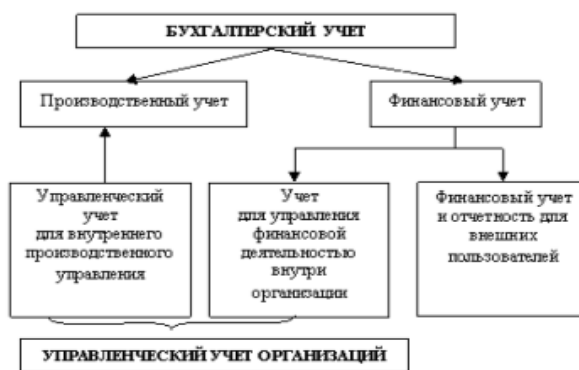 БУХГАЛТЕРСКИЙ УЧЕТ
Производственный учет
Финансовый учет
Управленческий
учет
для внутреннего
производственного
управления
Учет
для управления
финансовой
деятельностью
внутри
организации
Финансовый учет
и отчетность для
внешних
пользователей
УПРАВЛЕНЧЕСКИЙ УЧЕТ ОРГАНИЗАЦИЙ